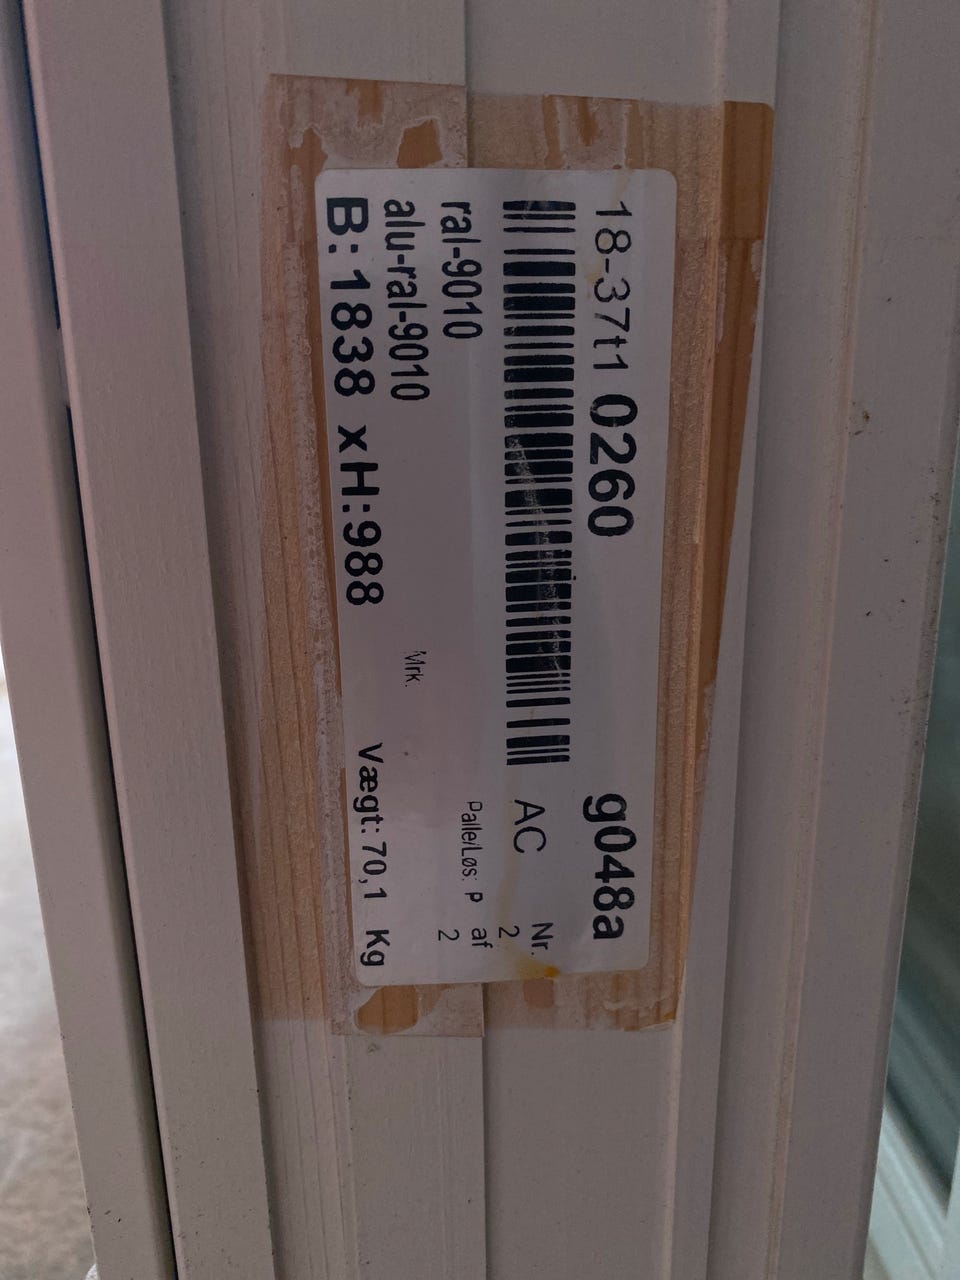 18-37t1 0260 g048a
AC Nr.
2
ral-9010 Palle/Løs: P af
2
alu-ral-9010 Mrk.
B: 1838 xH:988 Vægt: 70,1 Kg